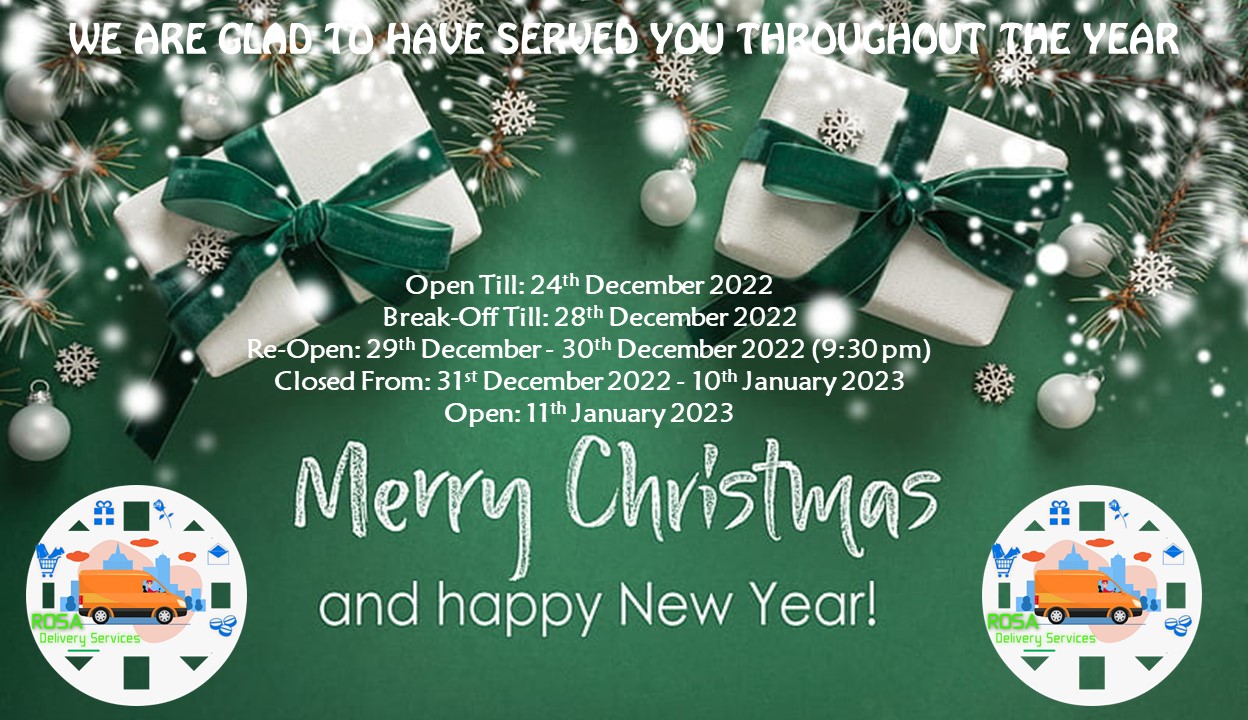 WE ARE GLAD TO HAVE SERVED YOU THROUGHOUT THE YEAR
Open Till: 24th December 2022
Break-Off Till: 28th December 2022
Re-Open: 29th December - 30th December 2022 (9:30 pm)
Closed From: 31st December 2022 - 10th January 2023
Open: 11th January 2023
Merry Christmas
and happy New Year!
ROSA
Delivery Services
ROSA
Delivery Services